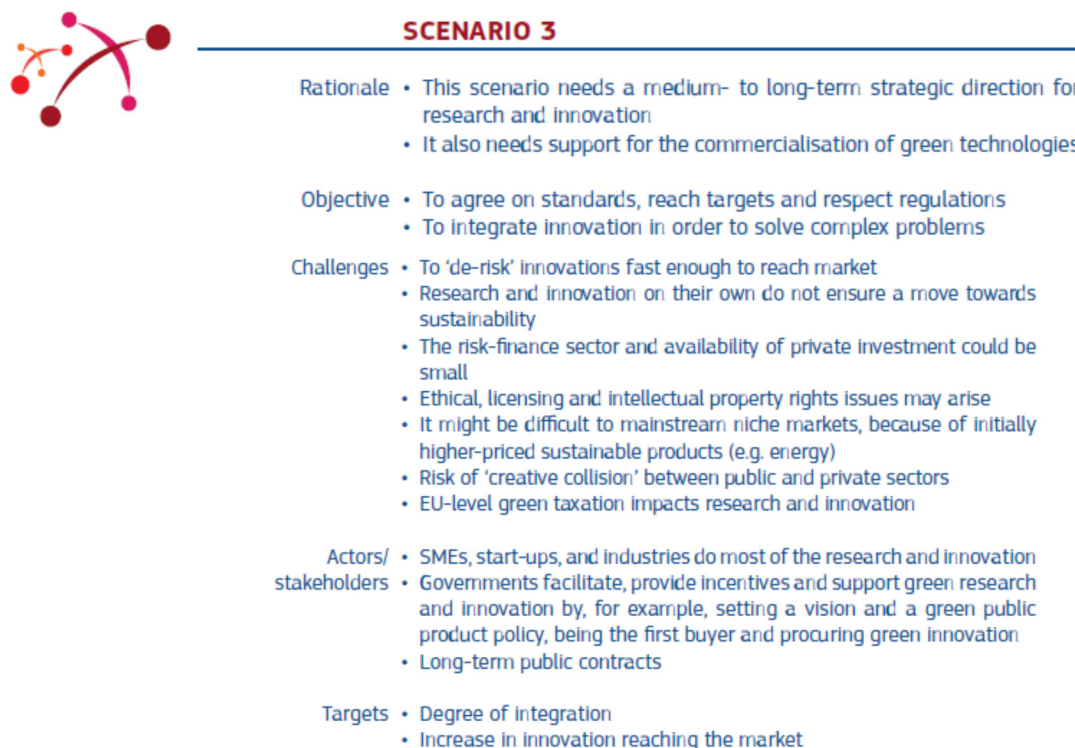 SCENARIO 3
Rationale • This scenario needs a medium- to long-term strategic direction for
research and innovation
• It also needs support for the commercialisation of green technologies
Objective • To agree on standards, reach targets and respect regulations
• To integrate innovation in order to solve complex problems
Challenges • To ‘de-risk’ innovations fast enough to reach market
• Research and innovation on their own do not ensure a move towards
sustainability
• The risk-finance sector and availability of private investment could be
small
• Ethical, licensing and intellectual property rights issues may arise
• It might be difficult to mainstream niche markets, because of initially
higher-priced sustainable products (e.g. energy)
• Risk of ‘creative collision’ between public and private sectors
• EU-level green taxation impacts research and innovation
Actors/ • SMEs, start-ups, and industries do most of the research and innovation
stakeholders • Governments facilitate, provide incentives and support green research
and innovation by, for example, setting a vision and a green public
product policy, being the first buyer and procuring green innovation
• Long-term public contracts
Targets • Degree of integration
• Increase in innovation reaching the market